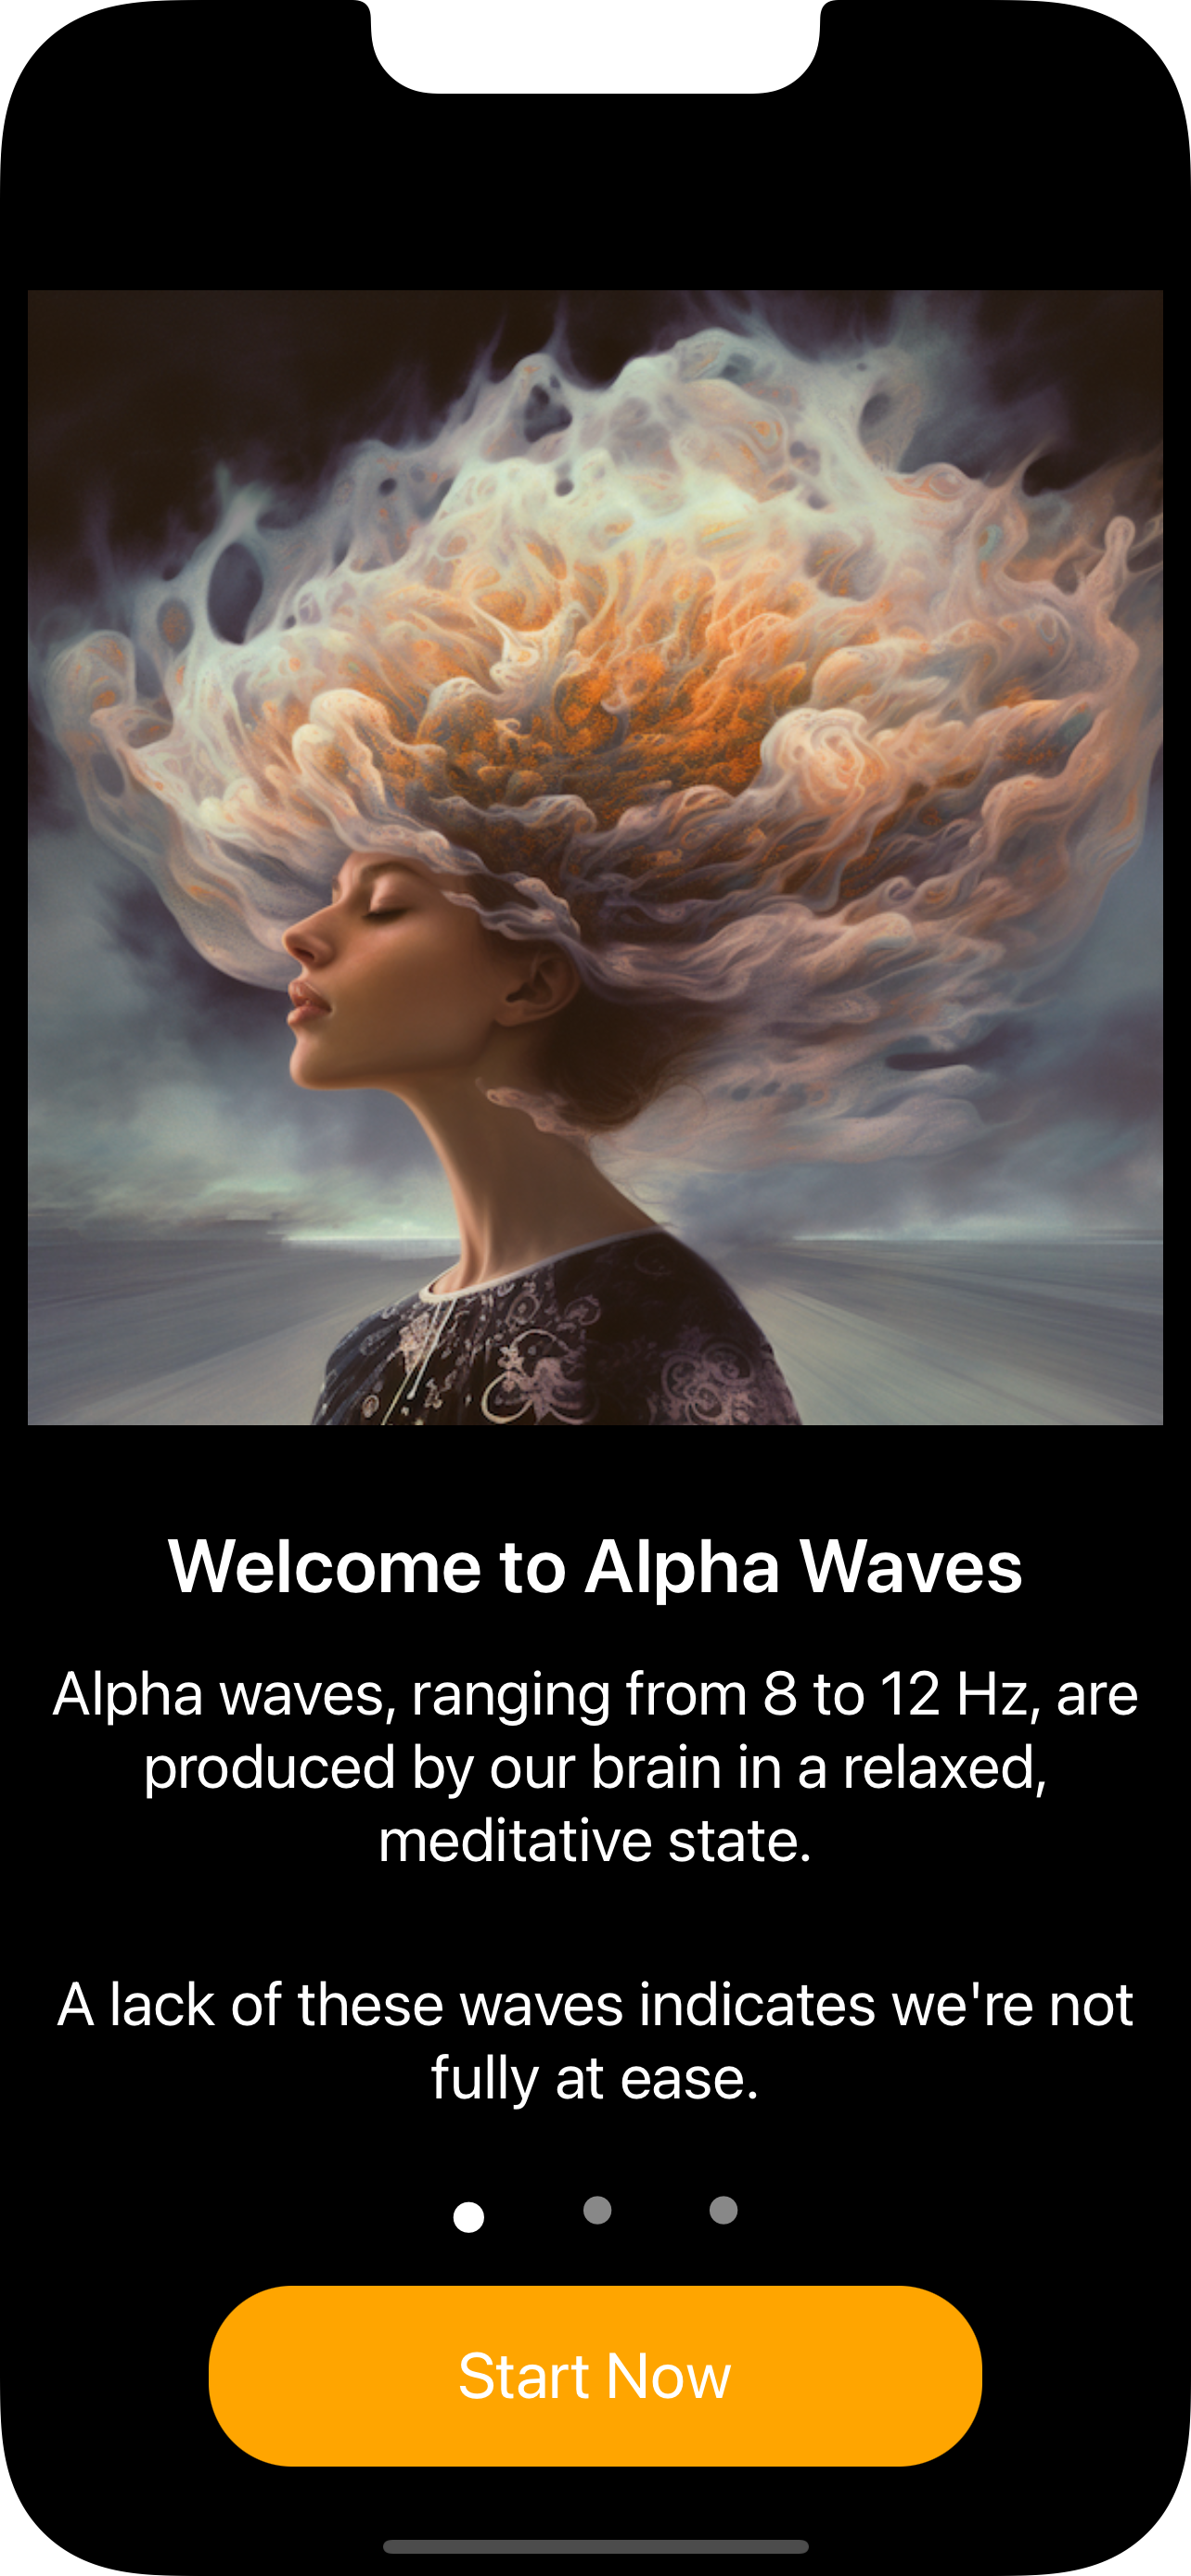 Welcome to Alpha Waves
Alpha waves, ranging from 8 to 12 Hz, are
produced by our brain in a relaxed,
meditative state.
A lack of these waves indicates we're not
fully at ease.
Start Now